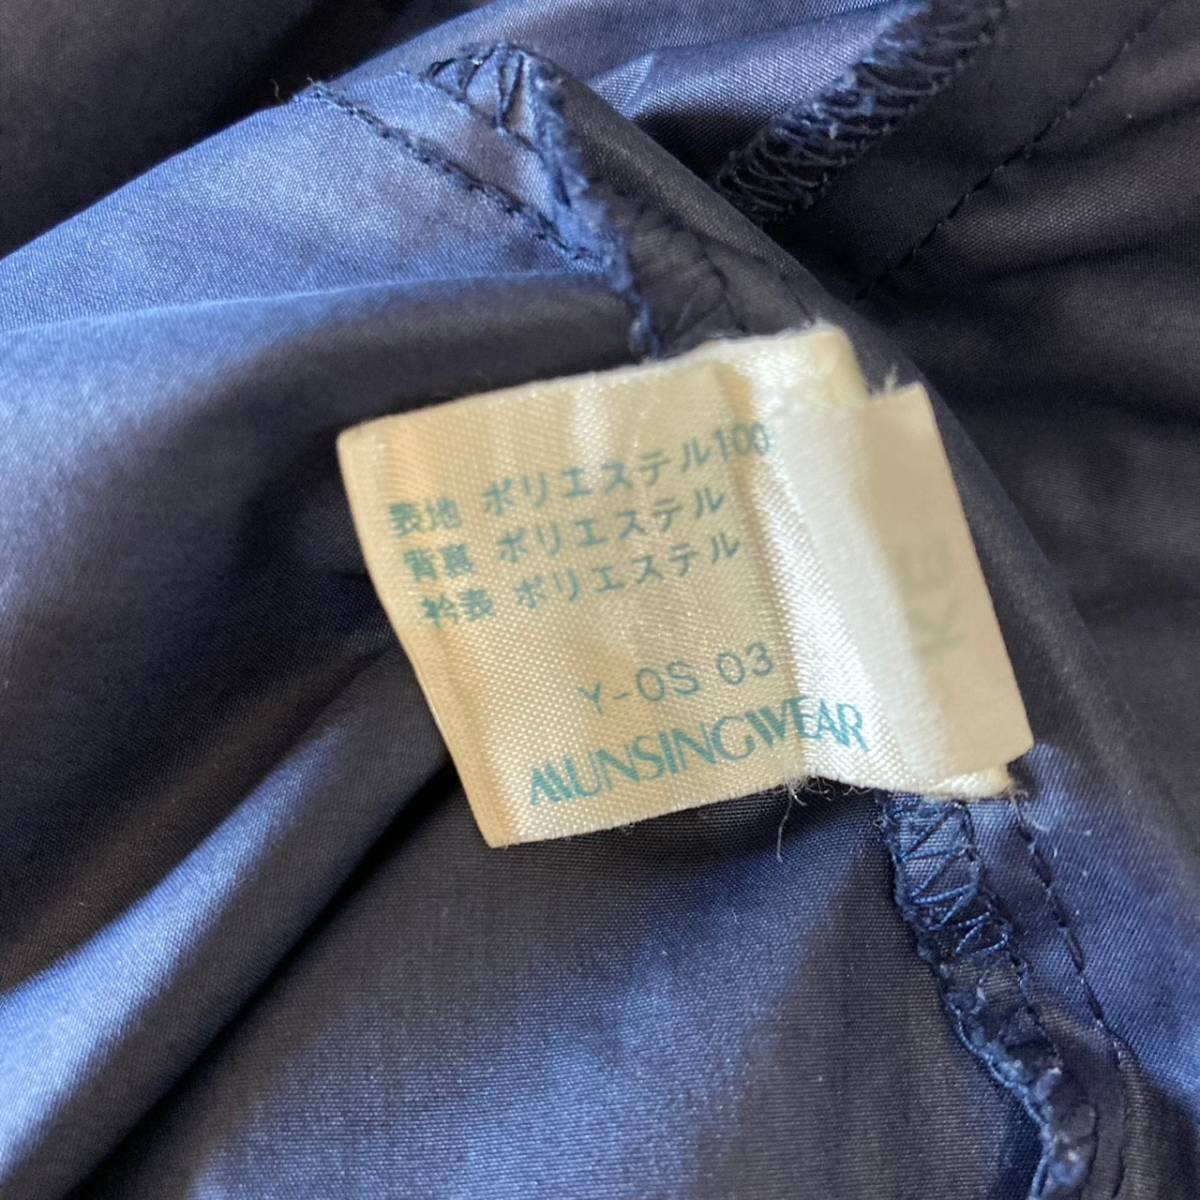 表地 ポリエステル100
背裏 ポリエステル
衿表 ポリエステル
Y-OS 03
MUNSINGWEAR